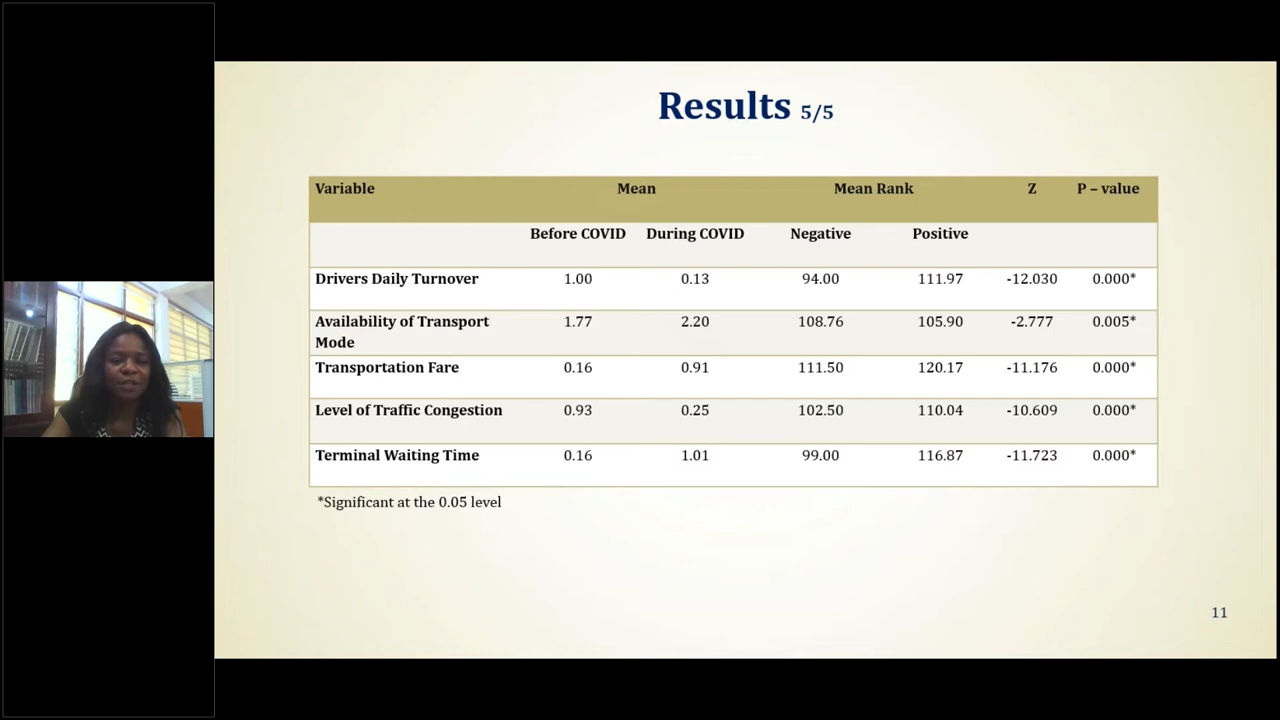 Results 5/5
Variable Mean Mean Rank Z P – value
Before COVID During COVID Negative Positive
Drivers Daily Turnover 1.00 0.13 94.00 111.97 -12.030 0.000*
Availability of Transport Mode 1.77 2.20 108.76 105.90 -2.777 0.005*
Transportation Fare 0.16 0.91 111.50 120.17 -11.176 0.000*
Level of Traffic Congestion 0.93 0.25 102.50 110.04 -10.609 0.000*
Terminal Waiting Time 0.16 1.01 99.00 116.87 -11.723 0.000*
*Significant at the 0.05 level
11